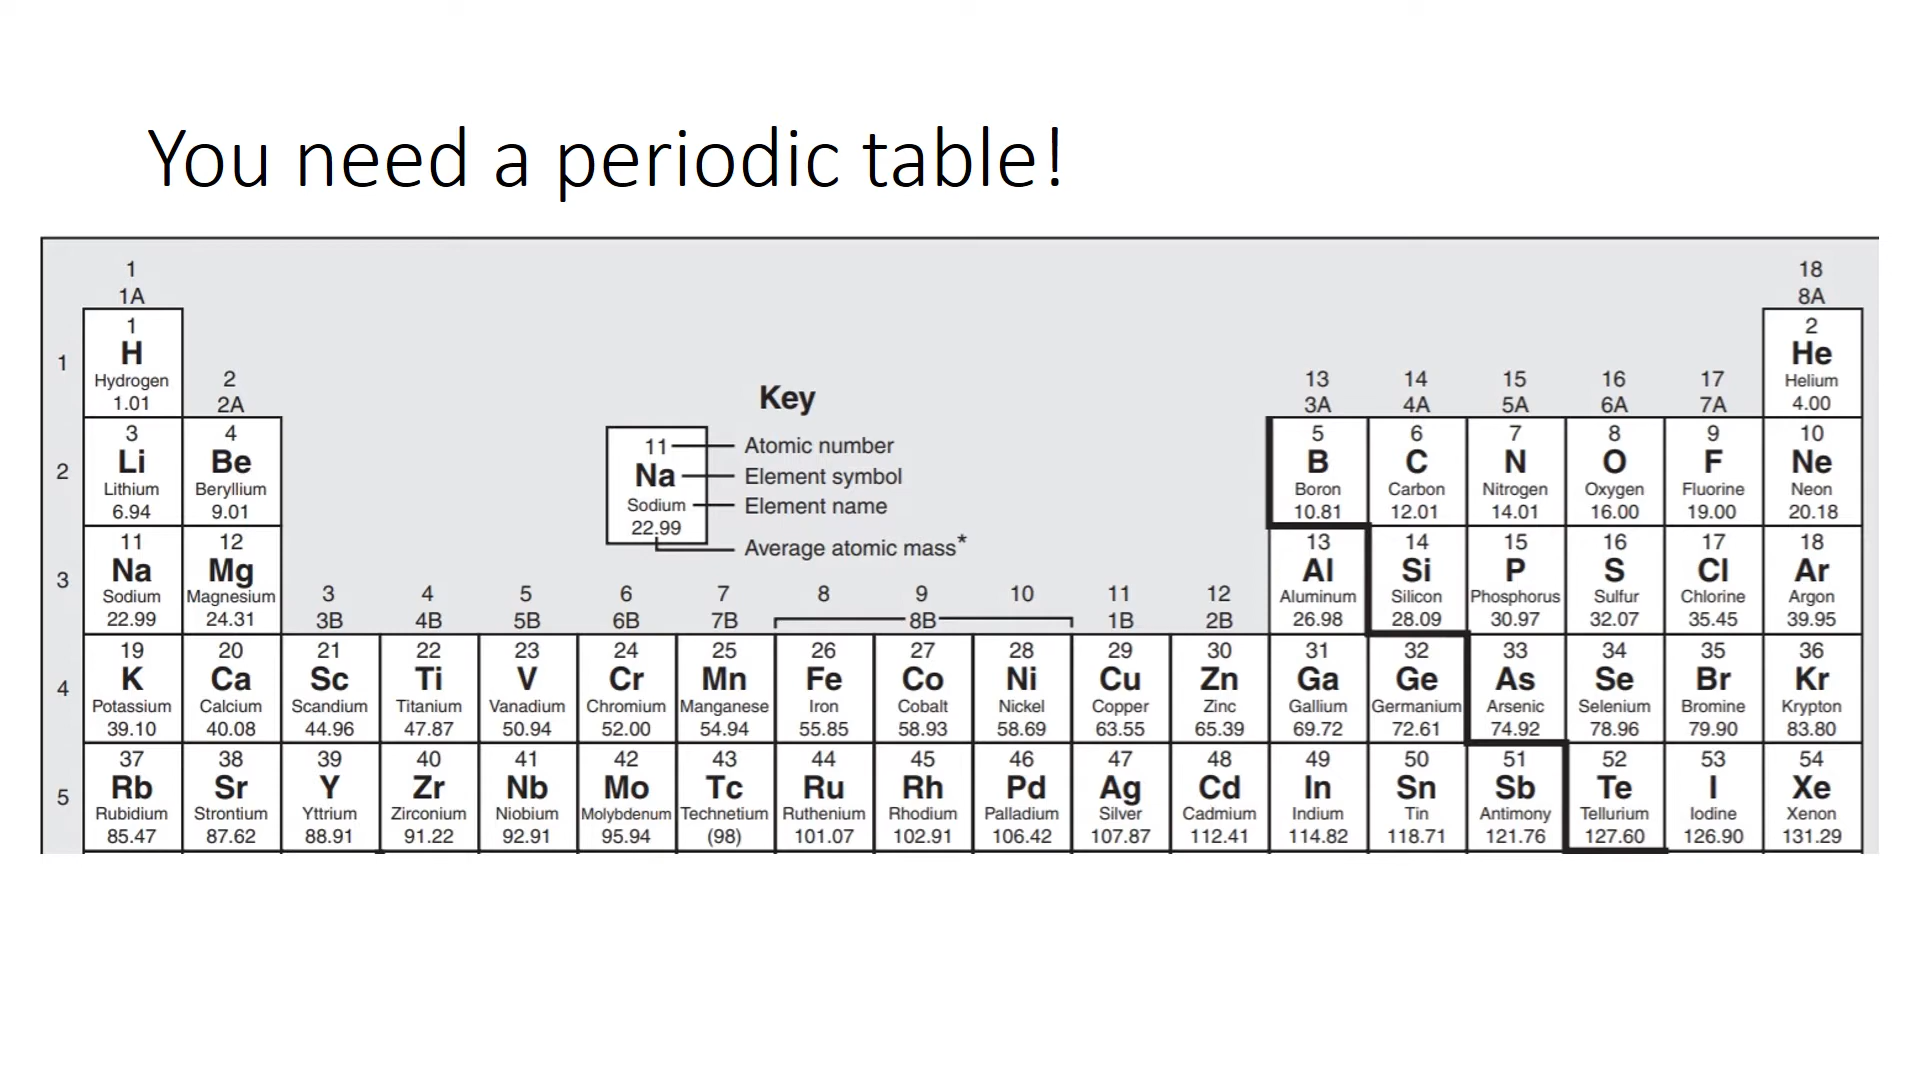 You need a periodic table!
1 18
1A 8A
1 2
1 H He
Hydrogen 2 13 14 15 16 17 Helium
1.01 2A Key 3A 4A 5A 6A 7A 4.00
3 4 11 Atomic number 5 6 7 8 9 10
2 Li Be Na Element symbol B C N O F Ne
Lithium Beryllium Sodium Element name Boron Carbon Nitrogen Oxygen Fluorine Neon
6.94 9.01 22.99 10.81 12.01 14.01 16.00 19.00 20.18
11 12 Average atomic mass* 13 14 15 16 17 18
3 Na Mg Al Si P S Cl Ar
Sodium Magnesium 3 4 5 6 7 8 9 10 11 12 Aluminum Silicon Phosphorus Sulfur Chlorine Argon
22.99 24.31 3B 4B 5B 6B 7B 8B 1B 2B 26.98 28.09 30.97 32.07 35.45 39.95
19 20 21 22 23 24 25 26 27 28 29 30 31 32 33 34 35 36
4 K Ca Sc Ti V Cr Mn Fe Co Ni Cu Zn Ga Ge As Se Br Kr
Potassium Calcium Scandium Titanium Vanadium Chromium Manganese Iron Cobalt Nickel Copper Zinc Gallium Germanium Arsenic Selenium Bromine Krypton
39.10 40.08 44.96 47.87 50.94 52.00 54.94 55.85 58.93 58.69 63.55 65.39 69.72 72.61 74.92 78.96 79.90 83.80
37 38 39 40 41 42 43 44 45 46 47 48 49 50 51 52 53 54
5 Rb Sr Y Zr Nb Mo Tc Ru Rh Pd Ag Cd In Sn Sb Te I Xe
Rubidium Strontium Yttrium Zirconium Niobium Molybdenum Technetium Ruthenium Rhodium Palladium Silver Cadmium Indium Tin Antimony Tellurium Iodine Xenon
85.47 87.62 88.91 91.22 92.91 95.94 (98) 101.07 102.91 106.42 107.87 112.41 114.82 118.71 121.76 127.60 126.90 131.29